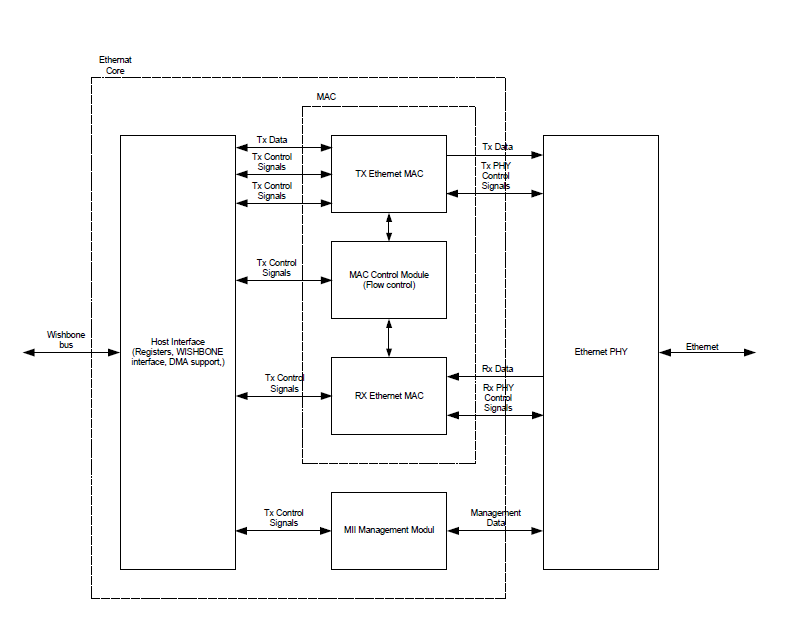 Ethernat
Core
MAC
Tx Data
Tx Control
Signals
Tx Control
Signals
TX Ethernet MAC
Tx Data
Tx PHY
Control
Signals
Tx Control
Signals
MAC Control Module
(Flow control)
Wishbone
bus
Host Interface
(Registers, WISHBONE
interface, DMA support,)
Ethernet PHY
Ethernet
Tx Control
Signals
RX Ethernet MAC
Rx Data
Rx PHY
Control
Signals
Tx Control
Signals
MII Management Modul
Management
Data